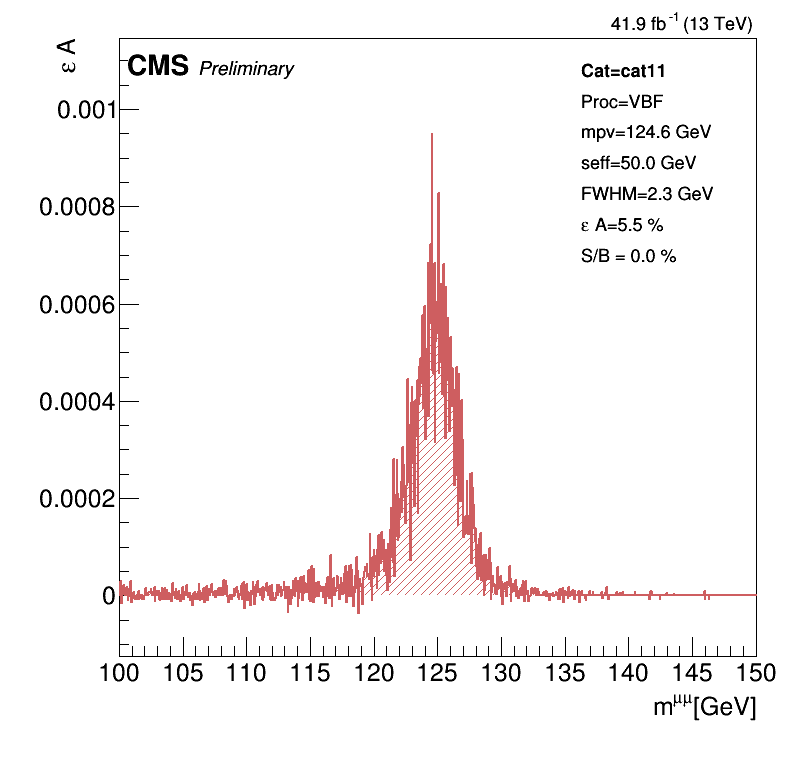 41.9 fb⁻¹ (13 TeV)
ε A
CMS Preliminary
Cat=cat11
Proc=VBF
mpv=124.6 GeV
seff=50.0 GeV
FWHM=2.3 GeV
ε A=5.5 %
S/B = 0.0 %
0.001
0.0008
0.0006
0.0004
0.0002
0
100 105 110 115 120 125 130 135 140 145 150
m^μμ[GeV]